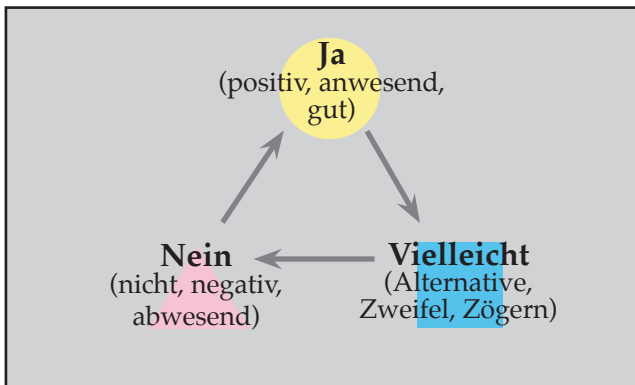 Ja
(positiv, anwesend,
gut)
Nein
(nicht, negativ,
abwesend)
Vielleicht
(Alternative,
Zweifel, Zögern)